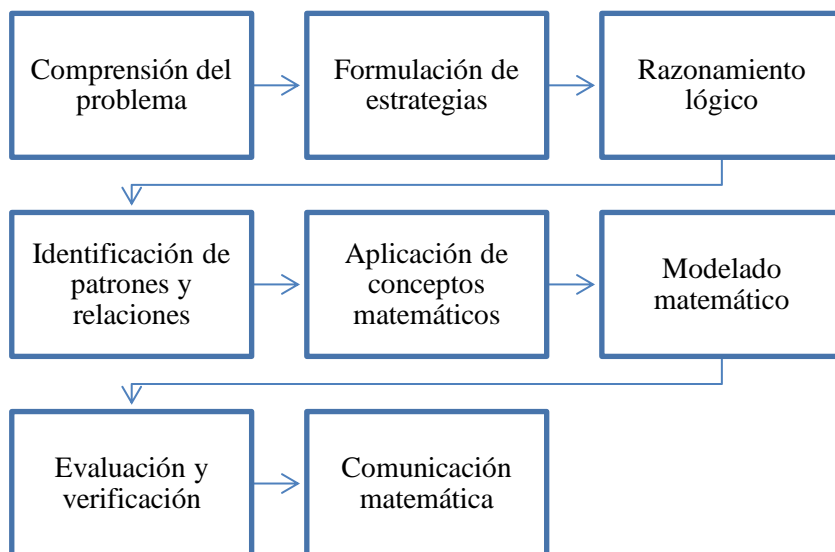 Comprensión del
problema
Formulación de
estrategias
Razonamiento
lógico
Identificación de
patrones y
relaciones
Aplicación de
conceptos
matemáticos
Modelado
matemático
Evaluación y
verificación
Comunicación
matemática